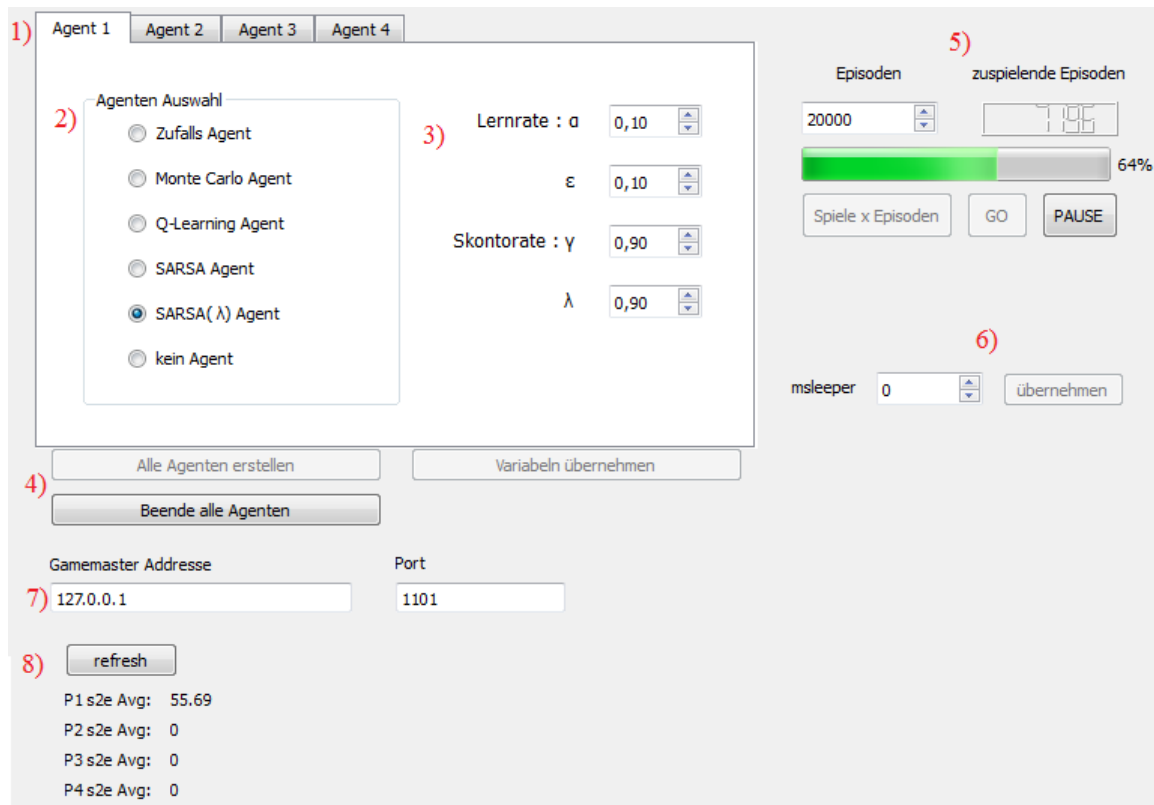 1) Agent 1 Agent 2 Agent 3 Agent 4
2) Agenten Auswahl
Zufalls Agent
Monte Carlo Agent
Q-Learning Agent
SARSA Agent
SARSA( λ) Agent
kein Agent
3)
Lernrate : α 0,10
ε 0,10
Skontorate : γ 0,90
λ 0,90
Alle Agenten erstellen Variabeln übernehmen
4)
Beende alle Agenten
5)
Episoden zuspielende Episoden
20000 7196
64%
Spiele x Episoden GO PAUSE
6)
msleeper 0 übernehmen
Gamemaster Addresse Port
7) 127.0.0.1 1101
8) refresh
P1 s2e Avg: 55.69
P2 s2e Avg: 0
P3 s2e Avg: 0
P4 s2e Avg: 0